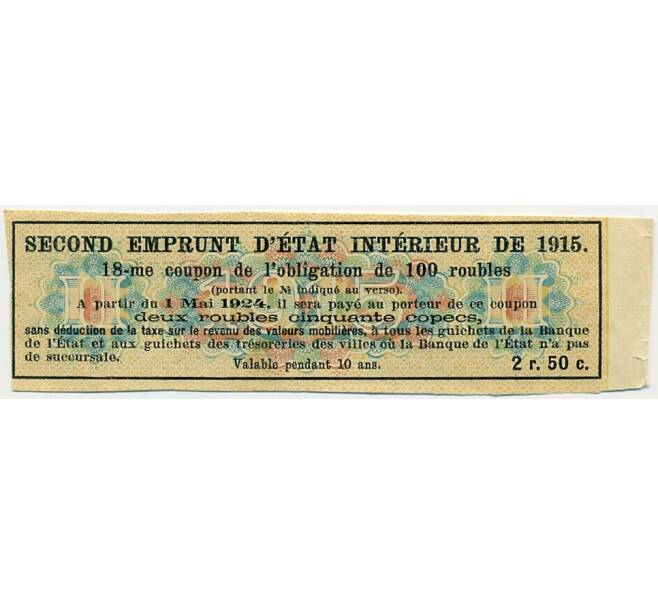 SECOND EMPRUNT D'ÉTAT INTÉRIEUR DE 1915.
18-me coupon de l'obligation de 100 roubles
(portant le № indiqué au verso).
A partir du 1 Mai 1924, il sera payé au porteur de ce coupon
deux roubles cinquante copecs,
sans déduction de la taxe sur le revenu des valeurs mobilières, à tous les guichets de la Banque
de l'État et aux guichets des trésoreries des villes où la Banque de l'État n'a pas
de succursale.
Valable pendant 10 ans.
2 r. 50 c.